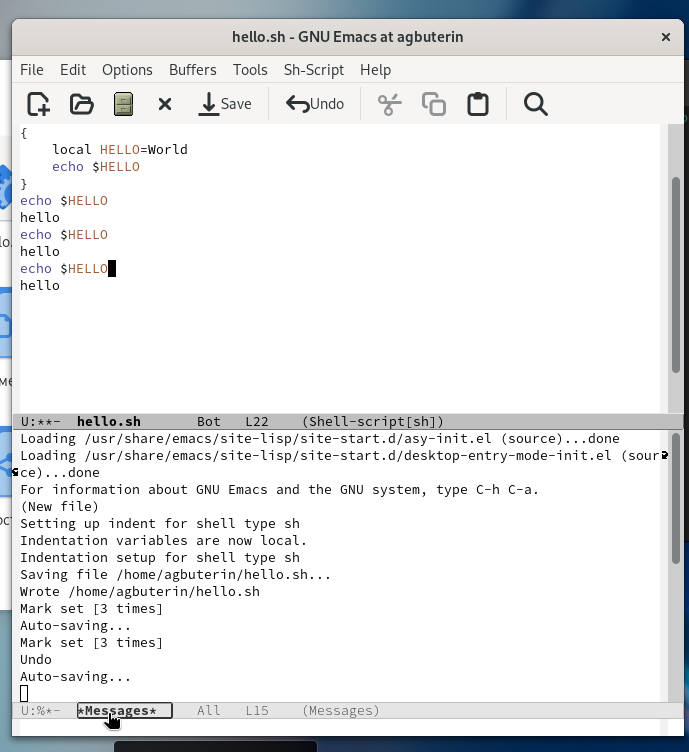 hello.sh - GNU Emacs at agbuterin
File Edit Options Buffers Tools Sh-Script Help
Save Undo
{
    local HELLO=World
    echo $HELLO
}
echo $HELLO
hello
echo $HELLO
hello
echo $HELLO
hello
U:**-  hello.sh       Bot   L22    (Shell-script[sh])
Loading /usr/share/emacs/site-lisp/site-start.d/asy-init.el (source)...done
Loading /usr/share/emacs/site-lisp/site-start.d/desktop-entry-mode-init.el (sour
ce)...done
For information about GNU Emacs and the GNU system, type C-h C-a.
(New file)
Setting up indent for shell type sh
Indentation variables are now local.
Indentation setup for shell type sh
Saving file /home/agbuterin/hello.sh...
Wrote /home/agbuterin/hello.sh
Mark set [3 times]
Auto-saving...
Mark set [3 times]
Undo
Auto-saving...
U:%*-  *Messages*     All   L15    (Messages)